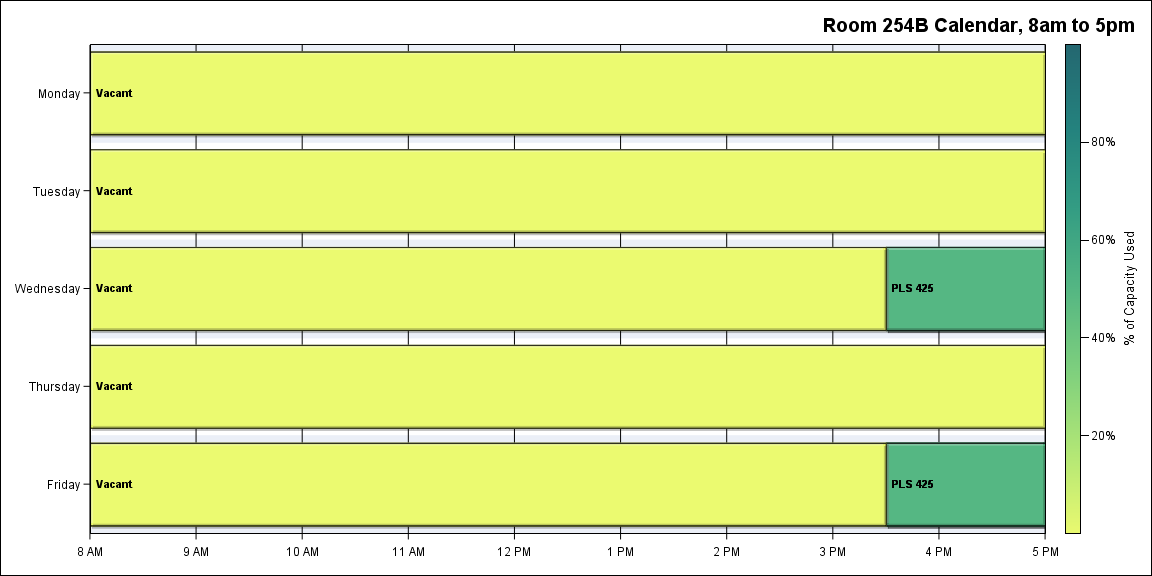 Room 254B Calendar, 8am to 5pm
Monday
Vacant
Tuesday
Vacant
Wednesday
Vacant
PLS 425
Thursday
Vacant
Friday
Vacant
PLS 425
8 AM
9 AM
10 AM
11 AM
12 PM
1 PM
2 PM
3 PM
4 PM
5 PM
80%
60%
40%
20%
% of Capacity Used